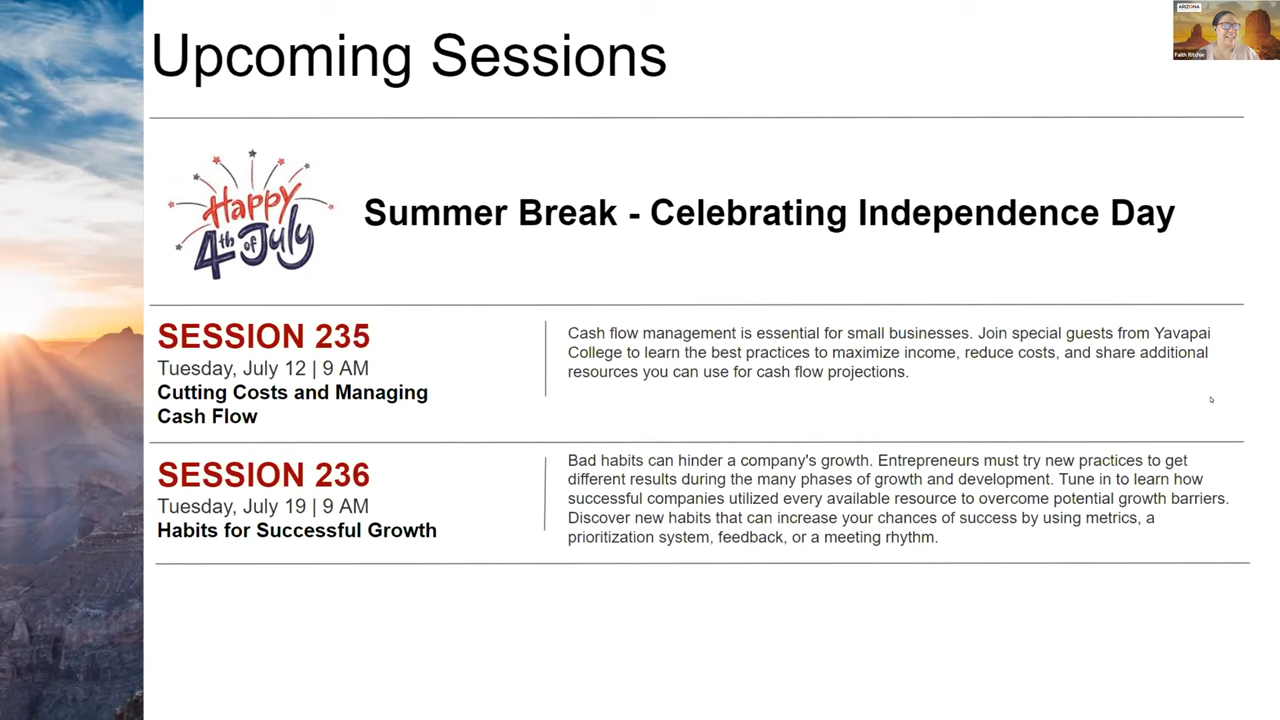 Upcoming Sessions
ARIZONA
Faith Ritchie
Happy
4th of July
Summer Break - Celebrating Independence Day
SESSION 235
Tuesday, July 12 | 9 AM
Cutting Costs and Managing
Cash Flow
Cash flow management is essential for small businesses. Join special guests from Yavapai
College to learn the best practices to maximize income, reduce costs, and share additional
resources you can use for cash flow projections.
SESSION 236
Tuesday, July 19 | 9 AM
Habits for Successful Growth
Bad habits can hinder a company's growth. Entrepreneurs must try new practices to get
different results during the many phases of growth and development. Tune in to learn how
successful companies utilized every available resource to overcome potential growth barriers.
Discover new habits that can increase your chances of success by using metrics, a
prioritization system, feedback, or a meeting rhythm.